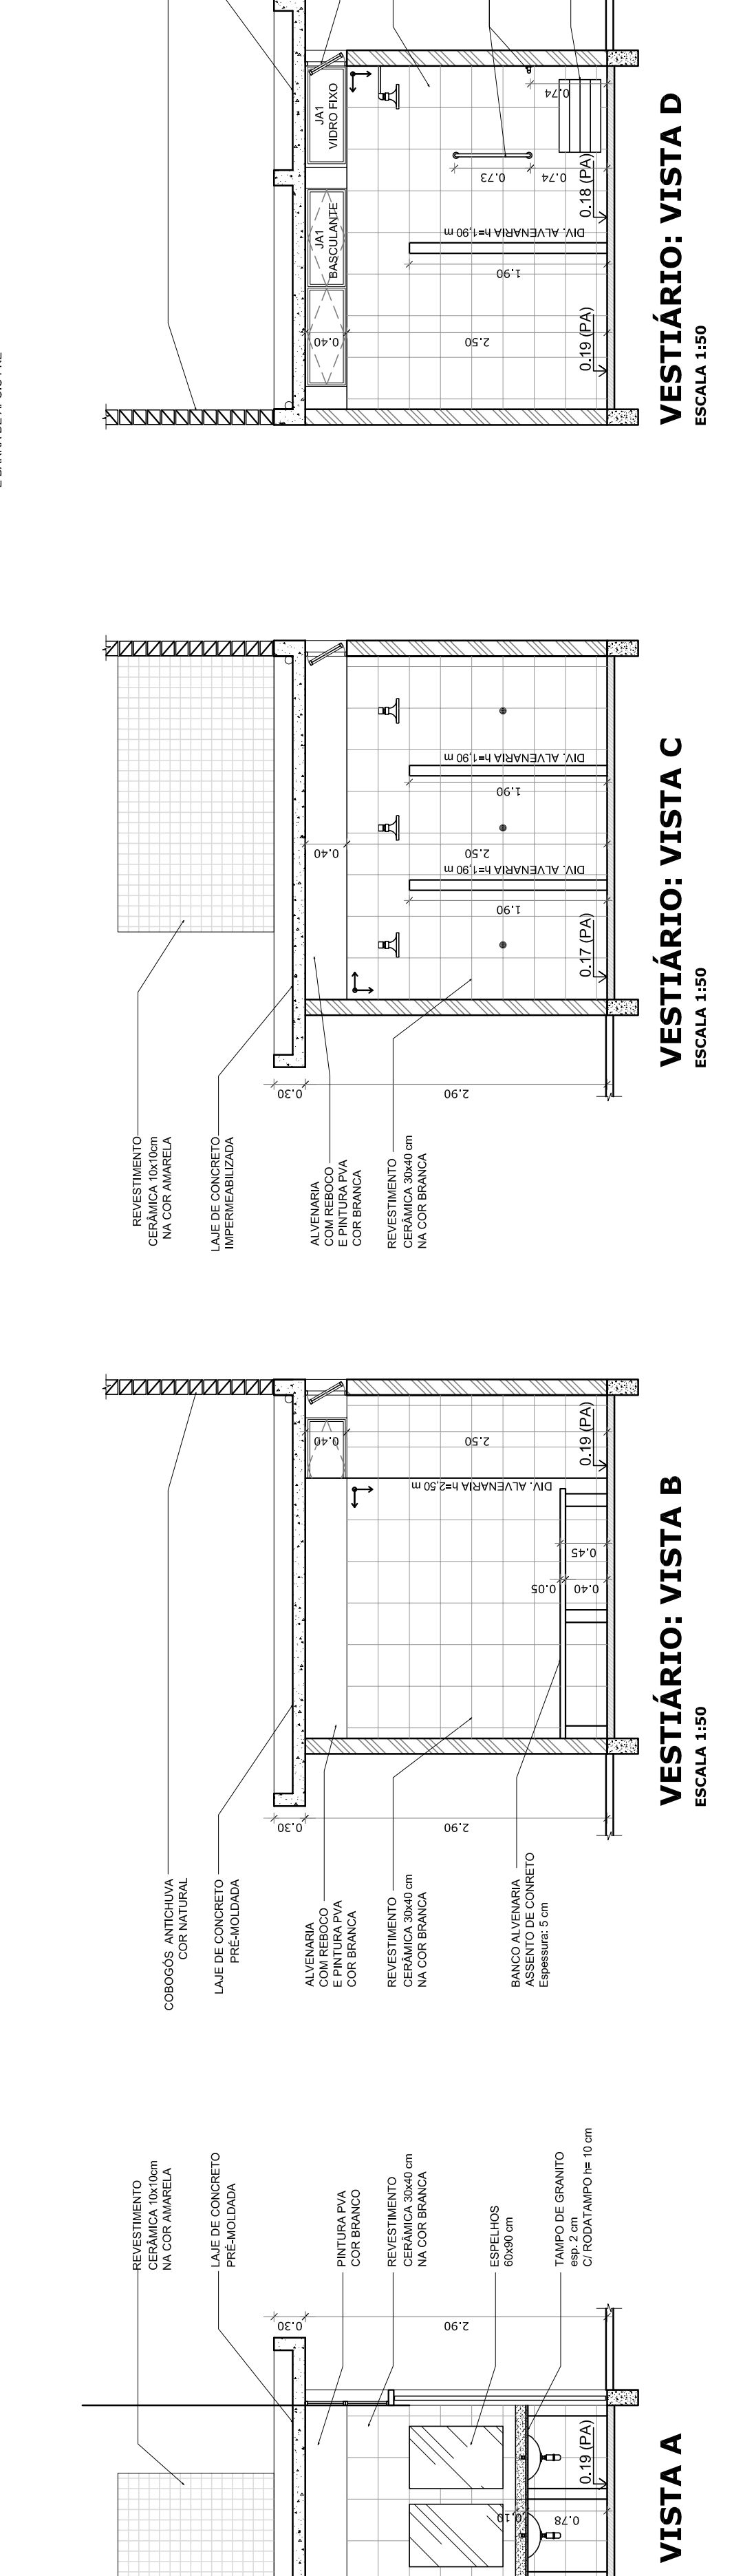 REVESTIMENTO
CERÂMICA 10x10cm
NA COR AMARELA
LAJE DE CONCRETO
PRÉ-MOLDADA
PINTURA PVA
COR BRANCO
REVESTIMENTO
CERÂMICA 30x40 cm
NA COR BRANCA
ESPELHOS
60x90 cm
TAMPO DE GRANITO
esp. 2 cm
C/ RODATAMPO h= 10 cm
0.30
2.90
0.10
0.78
0.19 (PA)
VISTA A
COBOGÓS ANTICHUVA
COR NATURAL
LAJE DE CONCRETO
PRÉ-MOLDADA
ALVENARIA
COM REBOCO
E PINTURA PVA
COR BRANCA
REVESTIMENTO
CERÂMICA 30x40 cm
NA COR BRANCA
BANCO ALVENARIA
ASSENTO DE CONRETO
Espessura: 5 cm
0.30
2.90
0.40
2.50
DIV. ALVENARIA h=2,50 m
0.45
0.05
0.40
0.19 (PA)
VESTIÁRIO: VISTA B
ESCALA 1:50
REVESTIMENTO
CERÂMICA 10x10cm
NA COR AMARELA
LAJE DE CONCRETO
IMPERMEABILIZADA
ALVENARIA
COM REBOCO
E PINTURA PVA
COR BRANCA
REVESTIMENTO
CERÂMICA 30x40 cm
NA COR BRANCA
0.30
2.90
0.40
2.50
DIV. ALVENARIA h=1,90 m
1.90
DIV. ALVENARIA h=1,90 m
1.90
0.17 (PA)
VESTIÁRIO: VISTA C
ESCALA 1:50
JA1
BASCULANTE
JA1
VIDRO FIXO
0.40
2.50
DIV. ALVENARIA h=1,90 m
1.90
0.73
0.74
0.74
0.19 (PA)
0.18 (PA)
VESTIÁRIO: VISTA D
ESCALA 1:50